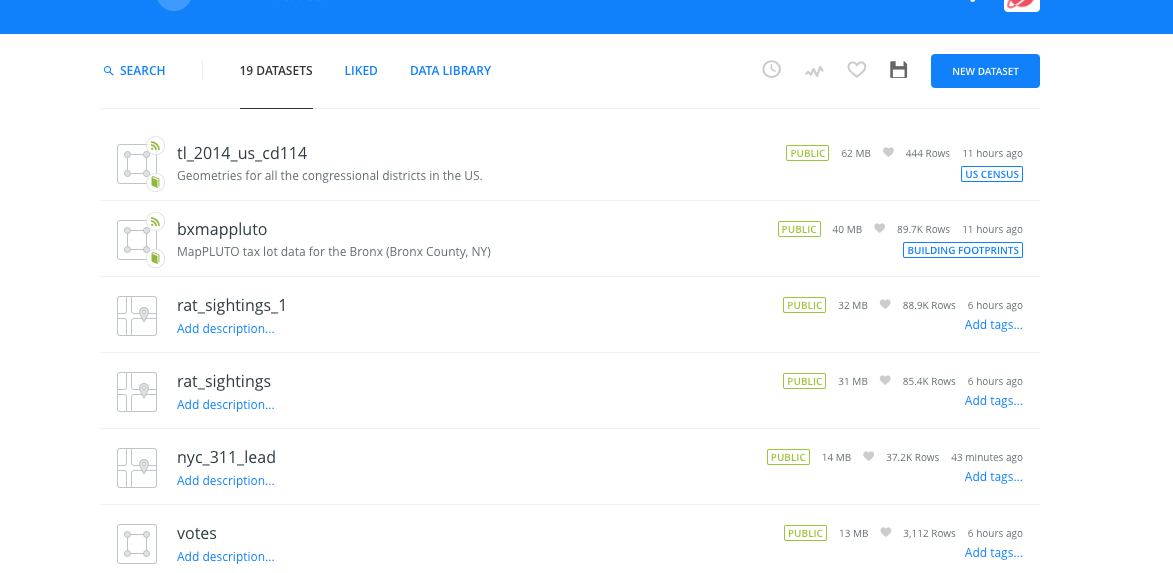 SEARCH 19 DATASETS LIKED DATA LIBRARY NEW DATASET
tl_2014_us_cd114 PUBLIC 62 MB 444 Rows 11 hours ago
Geometries for all the congressional districts in the US. US CENSUS
bxmappluto PUBLIC 40 MB 89.7K Rows 11 hours ago
MapPLUTO tax lot data for the Bronx (Bronx County, NY) BUILDING FOOTPRINTS
rat_sightings_1 PUBLIC 32 MB 88.9K Rows 6 hours ago
Add description... Add tags...
rat_sightings PUBLIC 31 MB 85.4K Rows 6 hours ago
Add description... Add tags...
nyc_311_lead PUBLIC 14 MB 37.2K Rows 43 minutes ago
Add description... Add tags...
votes PUBLIC 13 MB 3,112 Rows 6 hours ago
Add description... Add tags...